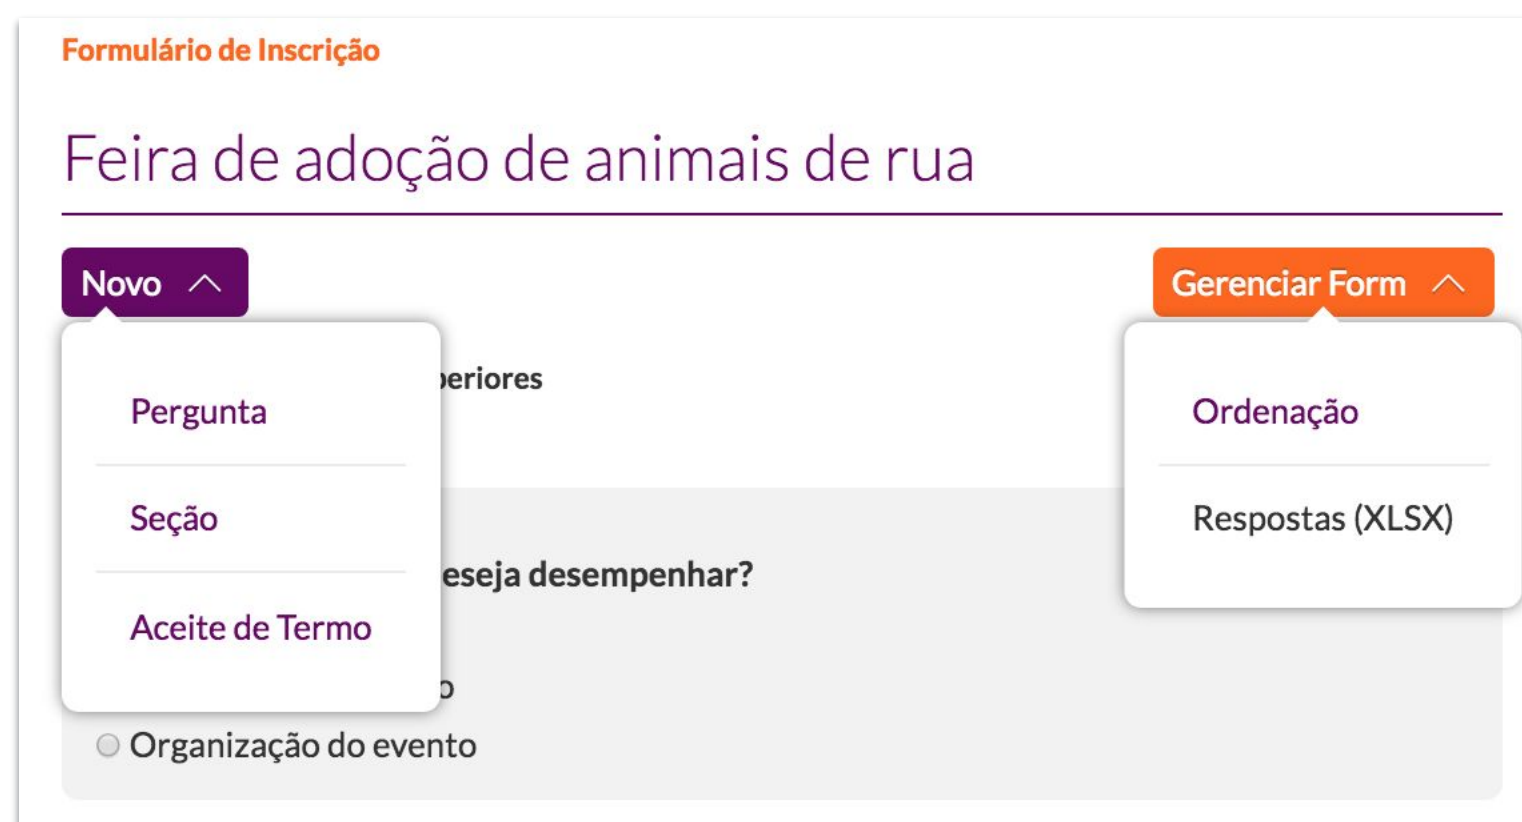 Formulário de Inscrição
Feira de adoção de animais de rua
Novo
Gerenciar Form
Pergunta
Seção
Aceite de Termo
Ordenação
Respostas (XLSX)
desempenhar?
Organização do evento